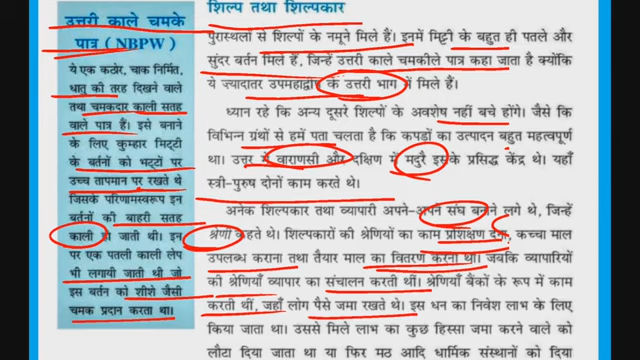 उत्तरी काले चमके
पात्र (NBPW)
ये एक कठोर, चाक निर्मित,
धातु की तरह दिखने वाले
तथा चमकदार काली सतह
वाले पात्र हैं। इसे बनाने
के लिए कुम्हार मिट्टी
के बर्तनों को भट्टों पर
उच्च तापमान पर रखते थे
जिसके परिणामस्वरूप इन
बर्तनों की बाहरी सतह
काली हो जाती थी। इन
पर एक पतली काली लेप
भी लगायी जाती थी जो
इस बर्तन को शीशे जैसी
चमक प्रदान करता था।
शिल्प तथा शिल्पकार
पुरास्थलों से शिल्पों के नमूने मिले हैं। इनमें मिट्टी के बहुत ही पतले और
सुंदर बर्तन मिले हैं, जिन्हें उत्तरी काले चमकीले पात्र कहा जाता है क्योंकि
ये ज्यादातर उपमहाद्वीप के उत्तरी भाग में मिले हैं।
ध्यान रहे कि अन्य दूसरे शिल्पों के अवशेष नहीं बचे होंगे। जैसे कि
विभिन्न ग्रंथों से हमें पता चलता है कि कपड़ों का उत्पादन बहुत महत्वपूर्ण
था। उत्तर में वाराणसी और दक्षिण में मदुरै इसके प्रसिद्ध केंद्र थे। यहाँ
स्त्री-पुरुष दोनों काम करते थे।
अनेक शिल्पकार तथा व्यापारी अपने-अपने संघ बनाने लगे थे, जिन्हें
श्रेणी कहते थे। शिल्पकारों की श्रेणियों का काम प्रशिक्षण देना, कच्चा माल
उपलब्ध कराना तथा तैयार माल का वितरण करना था। जबकि व्यापारियों
की श्रेणियाँ व्यापार का संचालन करती थीं। श्रेणियाँ बैंकों के रूप में काम
करती थीं, जहाँ लोग पैसे जमा रखते थे। इस धन का निवेश लाभ के लिए
किया जाता था। उससे मिले लाभ का कुछ हिस्सा जमा करने वाले को
लौटा दिया जाता था या फिर मठ आदि धार्मिक संस्थानों को दिया